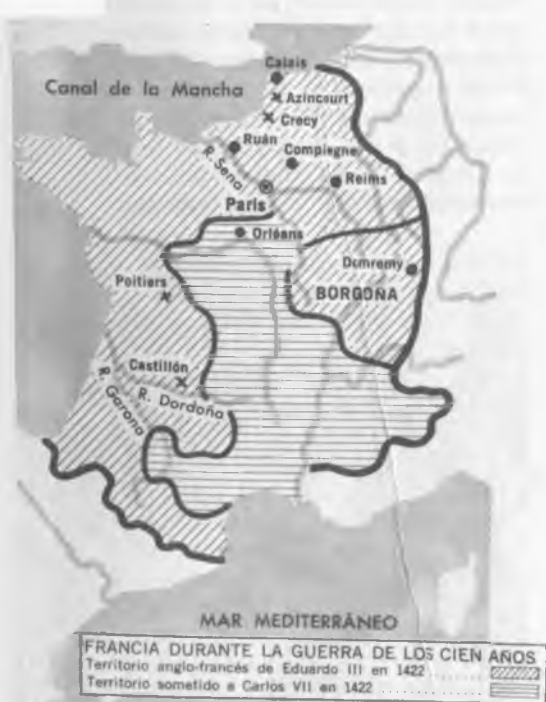 Calais
Canal de la Mancha
Azincourt
Crecy
Ruán
Compiegne
R. Sena
Reims
París
Orléans
Domremy
Poitiers
BORGOÑA
Castillón
R. Dordoña
R. Garona
MAR MEDITERRÁNEO
FRANCIA DURANTE LA GUERRA DE LOS CIEN AÑOS
Territorio anglo-francés de Eduardo III en 1422 ........
Territorio sometido a Carlos VII en 1422 ..............